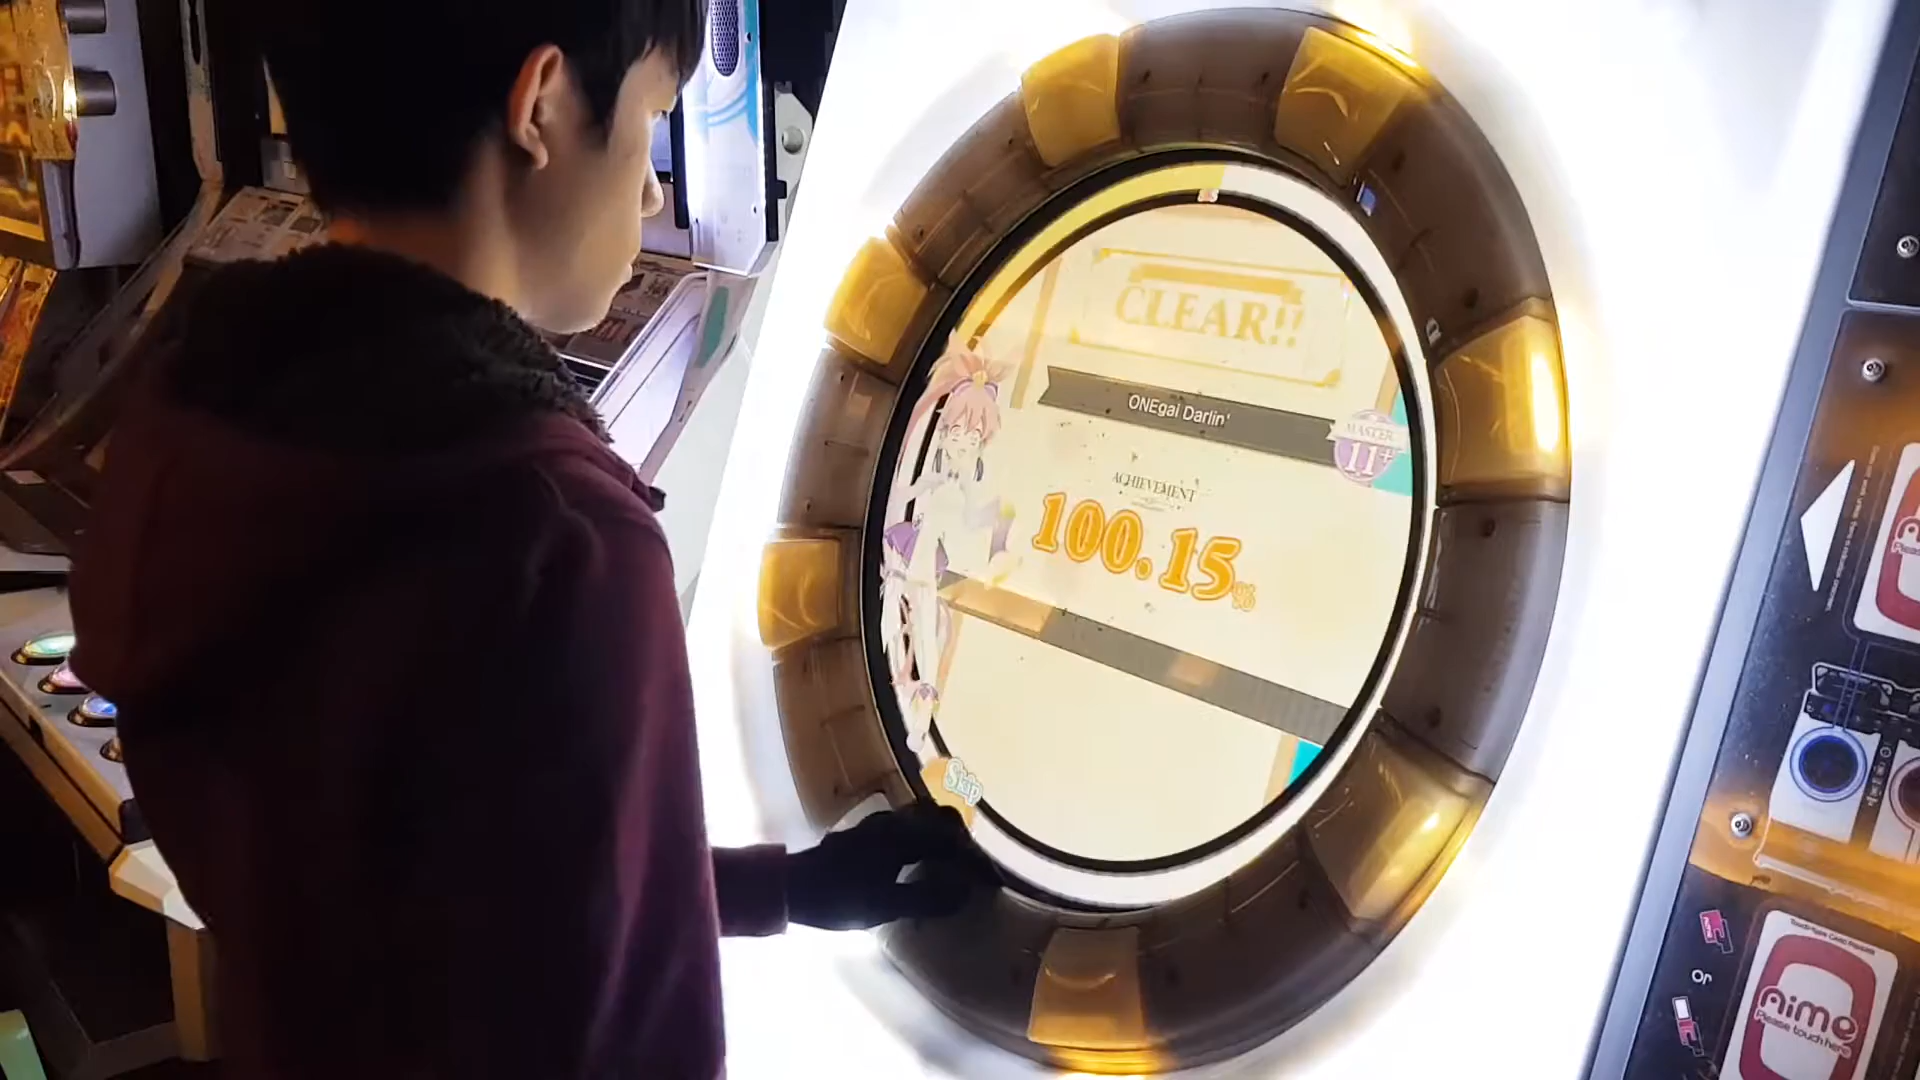 CLEAR!!
ONEgai Darlin'
MASTER
11+
ACHIEVEMENT
100.15%
Skip
Or
Aime
Please touch here